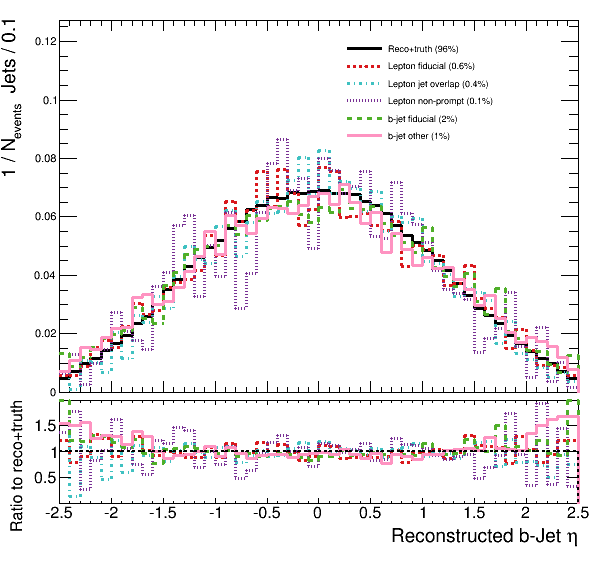 1 / N_events Jets / 0.1
0.12
0.1
0.08
0.06
0.04
0.02
0
Reco+truth (96%)
Lepton fiducial (0.6%)
Lepton jet overlap (0.4%)
Lepton non-prompt (0.1%)
b-jet fiducial (2%)
b-jet other (1%)
Ratio to reco+truth
1.5
1
0.5
-2.5 -2 -1.5 -1 -0.5 0 0.5 1 1.5 2 2.5
Reconstructed b-Jet η